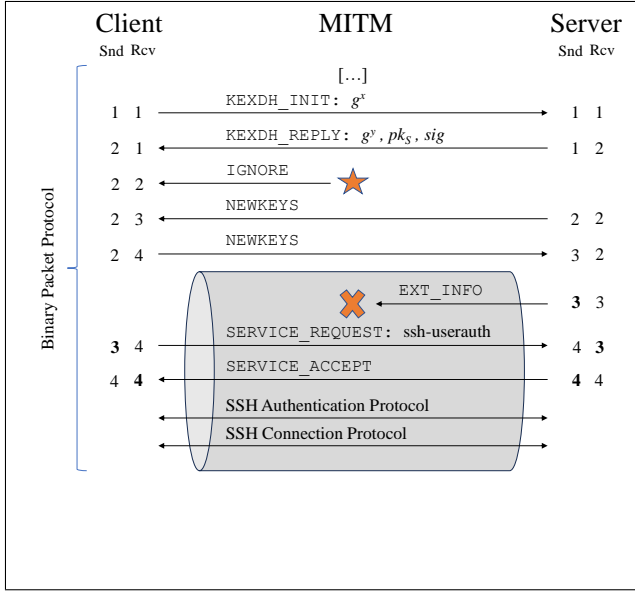 Client MITM Server
Snd Rcv Snd Rcv
[…]
KEXDH_INIT: g^x
1 1 1 1
KEXDH_REPLY: g^y, pk_S, sig
2 1 1 2
IGNORE
2 2
NEWKEYS
2 3 2 2
NEWKEYS
2 4 3 2
EXT_INFO
3 3
SERVICE_REQUEST: ssh-userauth
3 4 4 3
SERVICE_ACCEPT
4 4 4 4
SSH Authentication Protocol
SSH Connection Protocol
Binary Packet Protocol